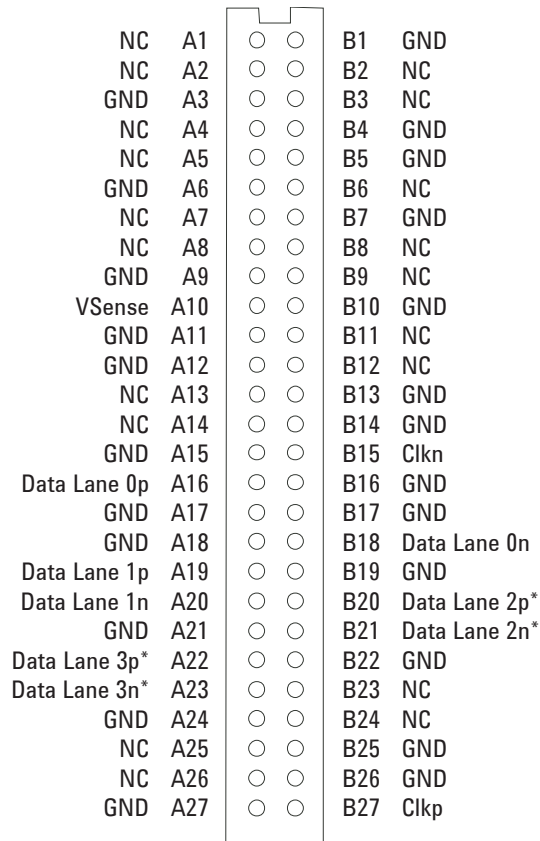 NC A1 B1 GND
NC A2 B2 NC
GND A3 B3 NC
NC A4 B4 GND
NC A5 B5 GND
GND A6 B6 NC
NC A7 B7 GND
NC A8 B8 NC
GND A9 B9 NC
VSense A10 B10 GND
GND A11 B11 NC
GND A12 B12 NC
NC A13 B13 GND
NC A14 B14 GND
GND A15 B15 Clkn
Data Lane 0p A16 B16 GND
GND A17 B17 GND
GND A18 B18 Data Lane 0n
Data Lane 1p A19 B19 GND
Data Lane 1n A20 B20 Data Lane 2p*
GND A21 B21 Data Lane 2n*
Data Lane 3p* A22 B22 GND
Data Lane 3n* A23 B23 NC
GND A24 B24 NC
NC A25 B25 GND
NC A26 B26 GND
GND A27 B27 Clkp